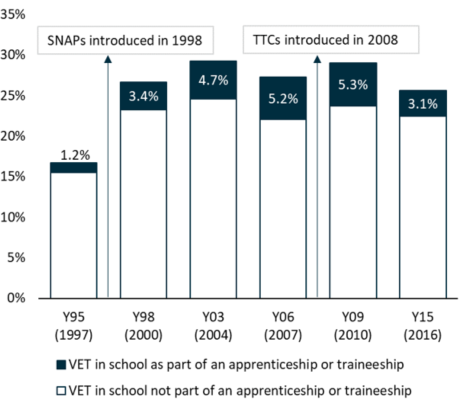 35%
SNAPs introduced in 1998 TTCs introduced in 2008
30%
4.7%
5.3%
3.4%
5.2%
25%
3.1%
20%
1.2%
15%
10%
5%
0%
Y95 Y98 Y03 Y06 Y09 Y15
(1997) (2000) (2004) (2007) (2010) (2016)
VET in school as part of an apprenticeship or traineeship
VET in school not part of an apprenticeship or traineeship